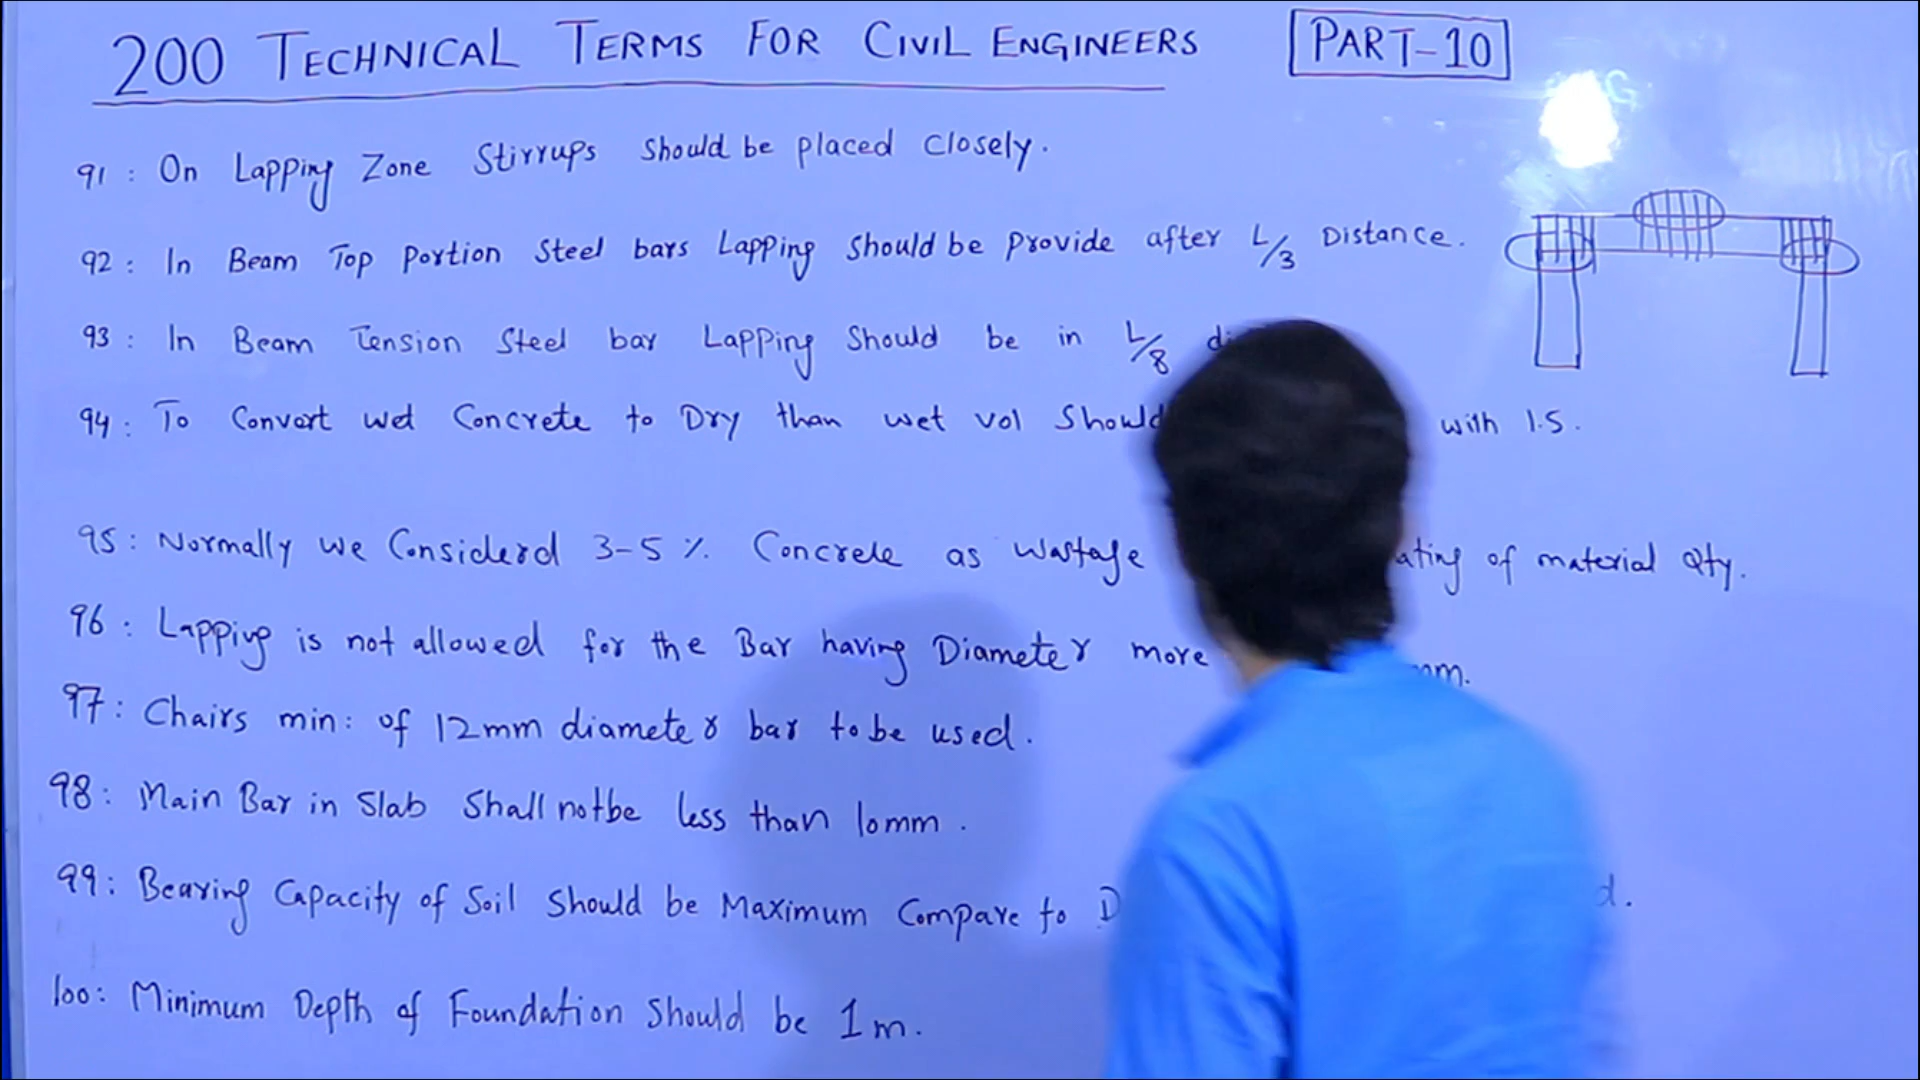 200 TECHNICAL TERMS FOR CIVIL ENGINEERS PART-10
91: On Lapping Zone Stirrups Should be placed closely.
92: In Beam Top portion Steel bars Lapping Should be provide after L/3 Distance.
93: In Beam Tension Steel bar Lapping Should be in L/8
94: To Convert wet Concrete to Dry than wet vol Should with 1.5.
95: Normally we Considerd 3-5 % Concrete as wastage of material Qty.
96: Lapping is not allowed for the Bar having Diameter more mm.
97: Chairs min: of 12mm diameter bar to be used.
98: Main Bar in Slab Shall not be less than 10mm.
99: Bearing Capacity of Soil Should be Maximum Compare to
100: Minimum Depth of Foundation Should be 1m.